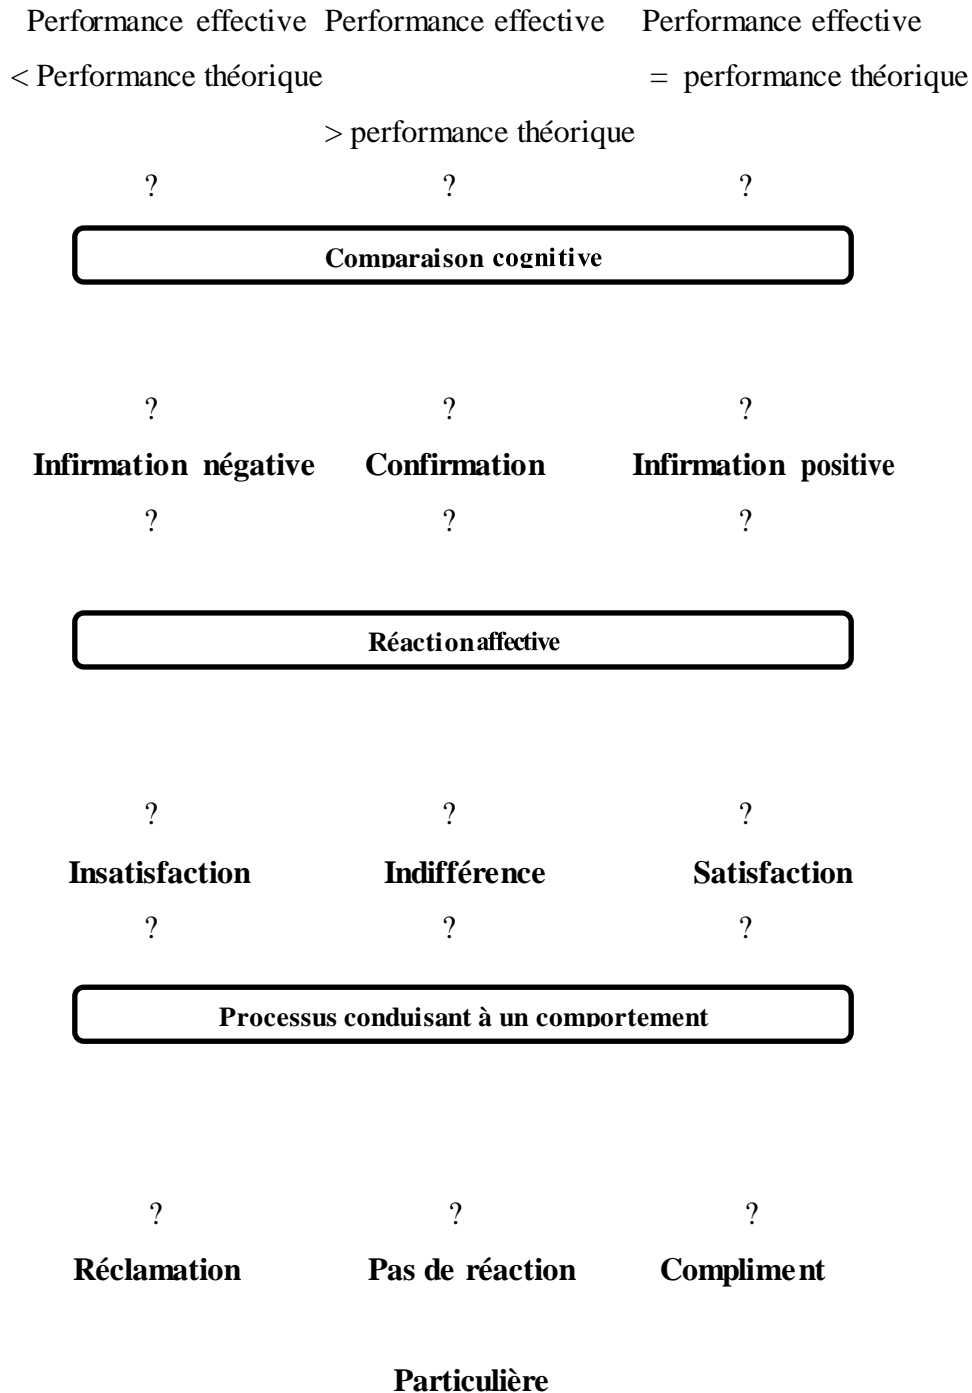 Performance effective Performance effective Performance effective
< Performance théorique = performance théorique
> performance théorique
? ? ?
Comparaison cognitive
? ? ?
Infirmation négative Confirmation Infirmation positive
? ? ?
Réaction affective
? ? ?
Insatisfaction Indifférence Satisfaction
? ? ?
Processus conduisant à un comportement
? ? ?
Réclamation Pas de réaction Compliment
Particulière